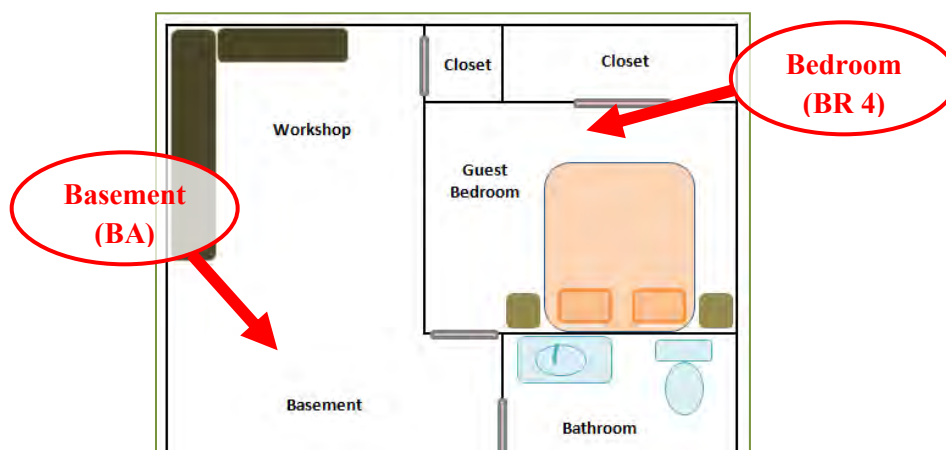 Closet
Closet
Bedroom
(BR 4)
Workshop
Guest
Bedroom
Basement
(BA)
Basement
Bathroom